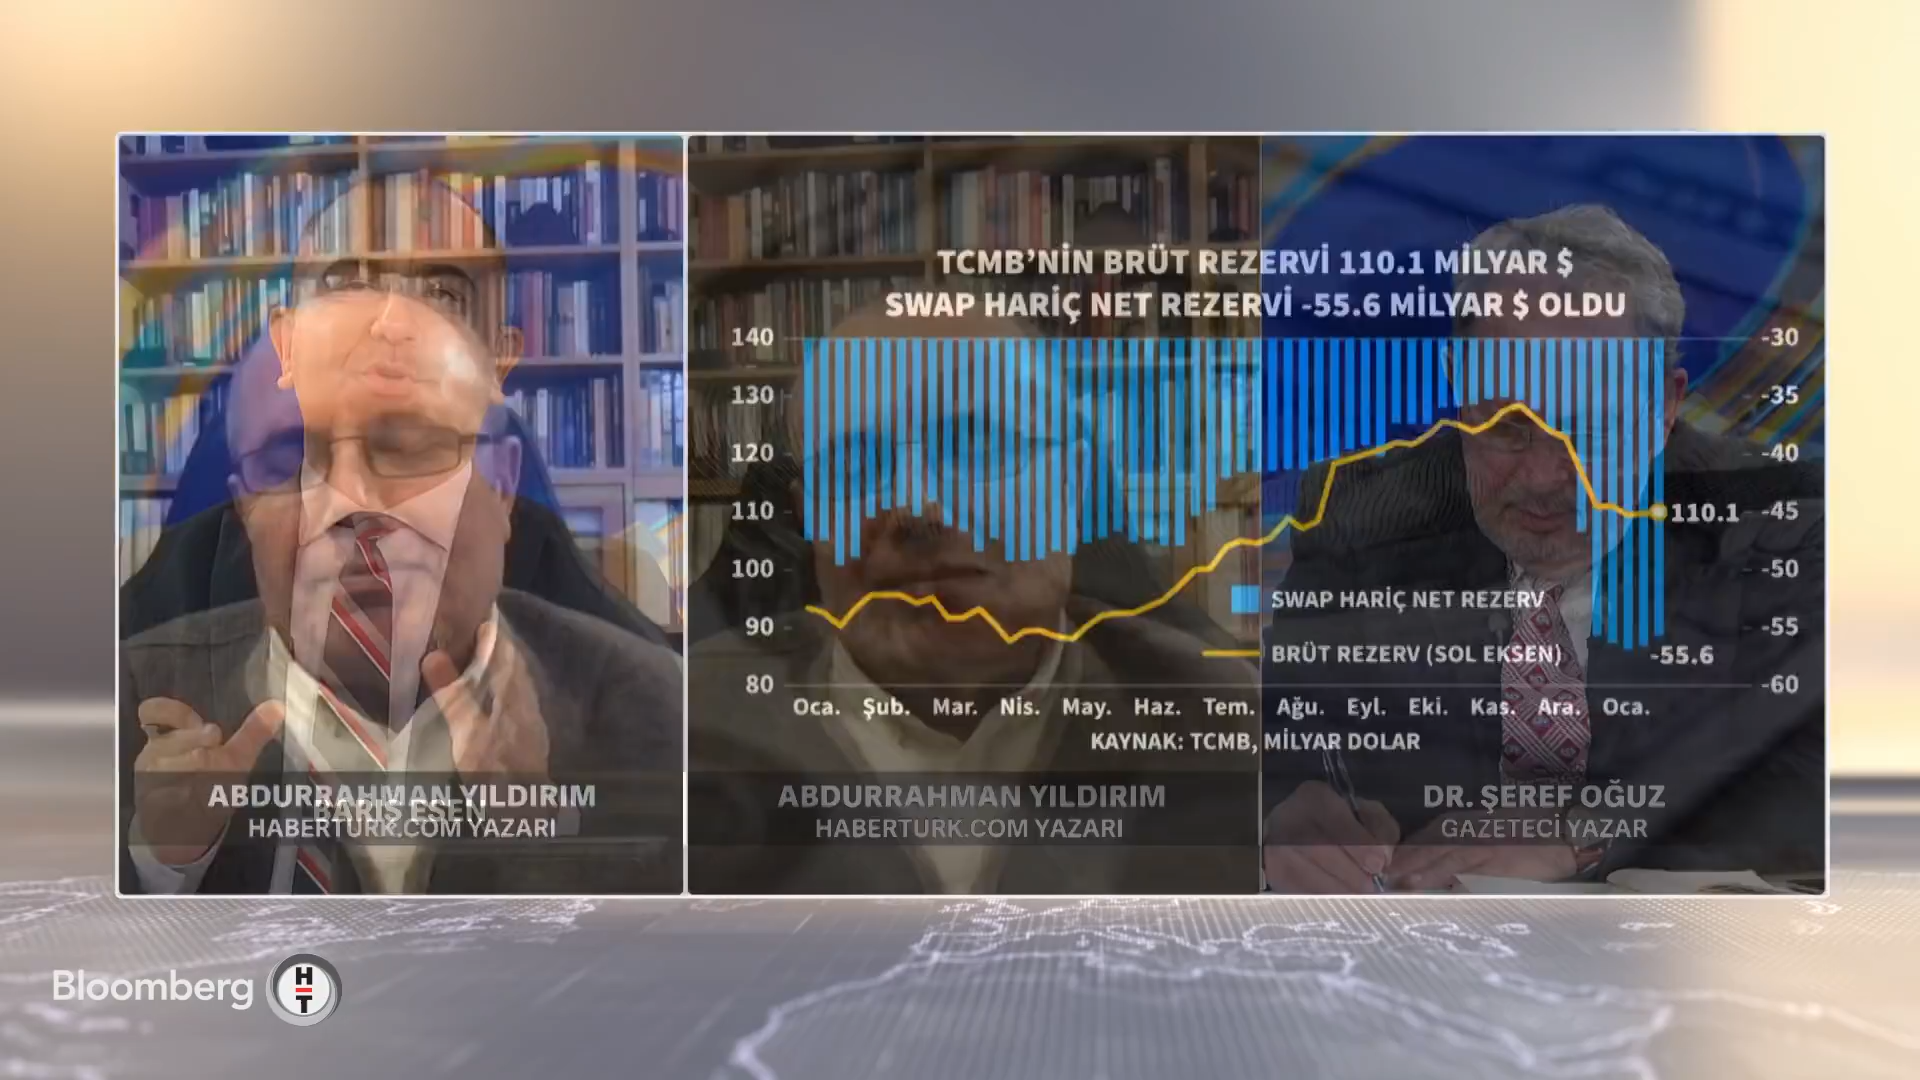 TCMB'NİN BRÜT REZERVİ 110.1 MİLYAR $
SWAP HARİÇ NET REZERVİ -55.6 MİLYAR $ OLDU
140
130
120
110
100
90
80
-30
-35
-40
-45
-50
-55
-60
110.1
-55.6
SWAP HARİÇ NET REZERV
BRÜT REZERV (SOL EKSEN)
Oca. Şub. Mar. Nis. May. Haz. Tem. Ağu. Eyl. Eki. Kas. Ara. Oca.
KAYNAK: TCMB, MİLYAR DOLAR
ABDURRAHMAN YILDIRIM
BARIŞ ESEN
HABERTURK.COM YAZARI
ABDURRAHMAN YILDIRIM
HABERTURK.COM YAZARI
DR. ŞEREF OĞUZ
GAZETECİ YAZAR
Bloomberg HT